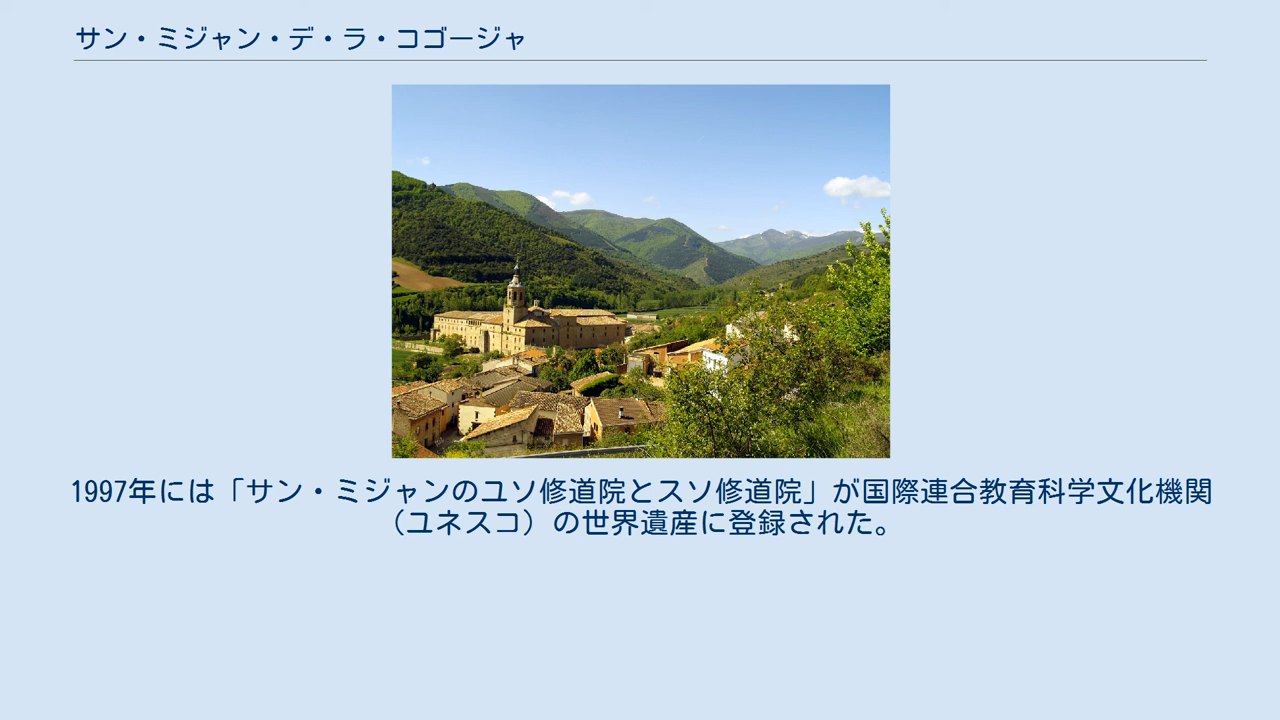 サン・ミジャン・デ・ラ・コゴージャ
1997年には「サン・ミジャンのユソ修道院とスソ修道院」が国際連合教育科学文化機関
（ユネスコ）の世界遺産に登録された。